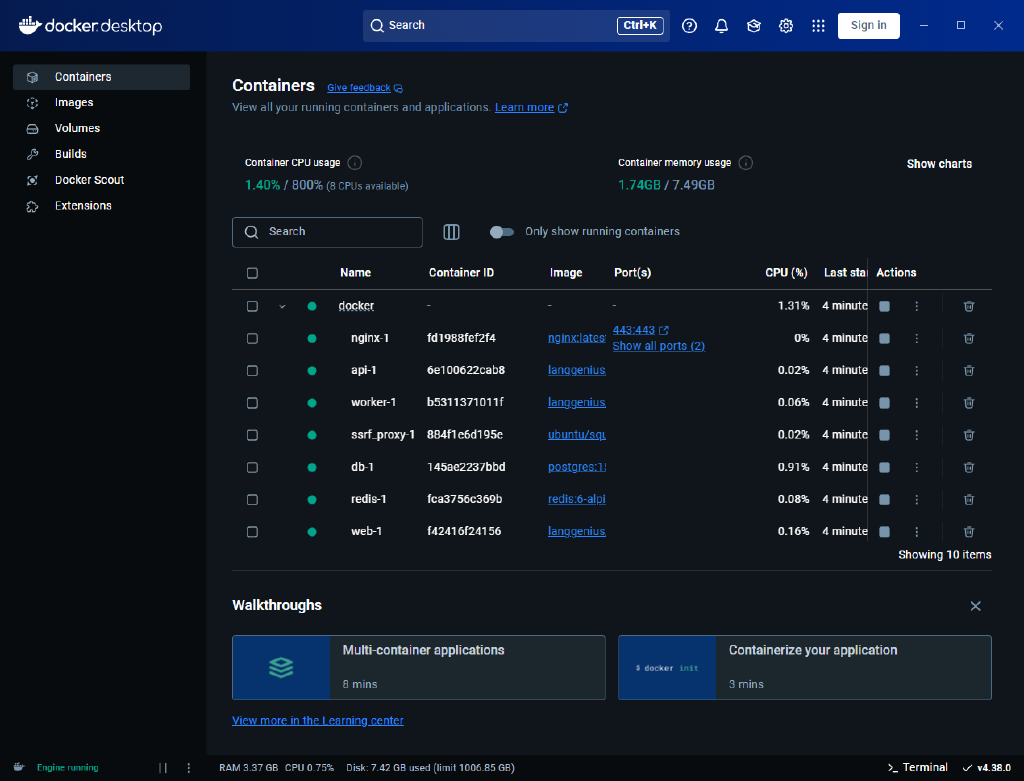 docker.desktop
Search
Ctrl+K
Sign in
Containers
Images
Volumes
Builds
Docker Scout
Extensions
Containers
Give feedback
View all your running containers and applications. Learn more
Container CPU usage
1.40% / 800% (8 CPUs available)
Container memory usage
1.74GB / 7.49GB
Show charts
Search
Only show running containers
Name Container ID Image Port(s) CPU (%) Last sta Actions
docker - - - 1.31% 4 minute
nginx-1 fd1988fef2f4 nginx:lates 443:443 0% 4 minute
Show all ports (2)
api-1 6e100622cab8 langgenius 0.02% 4 minute
worker-1 b5311371011f langgenius 0.06% 4 minute
ssrf_proxy-1 884f1c6d195c ubuntu/squ 0.02% 4 minute
db-1 145ae2237bbd postgres:1 0.91% 4 minute
redis-1 fca3756c369b redis:6-alpi 0.08% 4 minute
web-1 f42416f24156 langgenius 0.16% 4 minute
Showing 10 items
Walkthroughs
Multi-container applications
8 mins
$ docker init
Containerize your application
3 mins
View more in the Learning center
Engine running
RAM 3.37 GB CPU 0.75% Disk: 7.42 GB used (limit 1006.85 GB)
>_ Terminal
v4.38.0